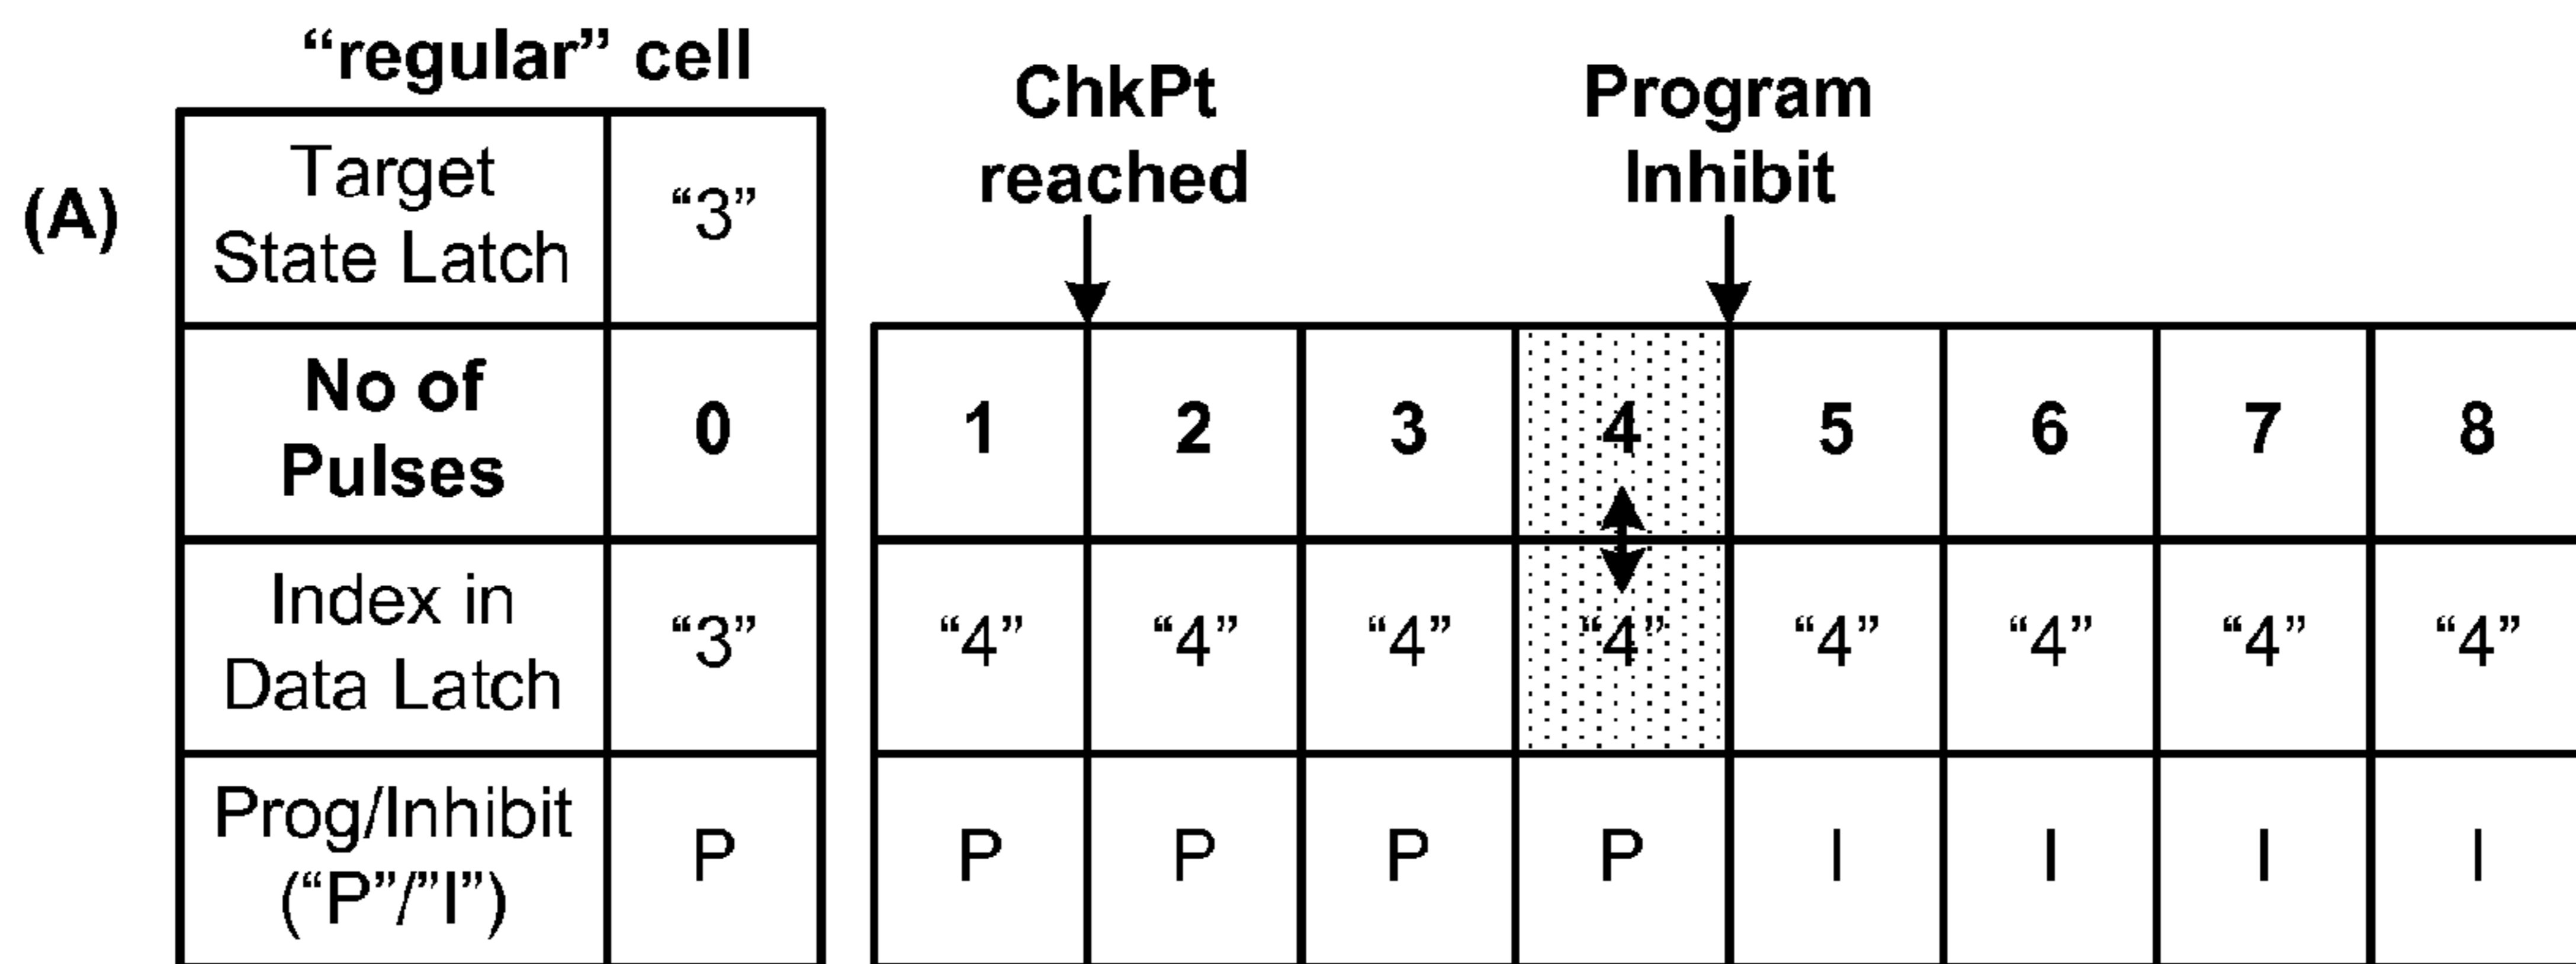 “regular” cell
ChkPt
reached
Program
Inhibit
(A)
Target
State Latch
“3”
No of
Pulses
0 1 2 3 4 5 6 7 8
Index in
Data Latch
“3” “4” “4” “4” “4” “4” “4” “4” “4”
Prog/Inhibit
(“P”/”I”)
P P P P P I I I I